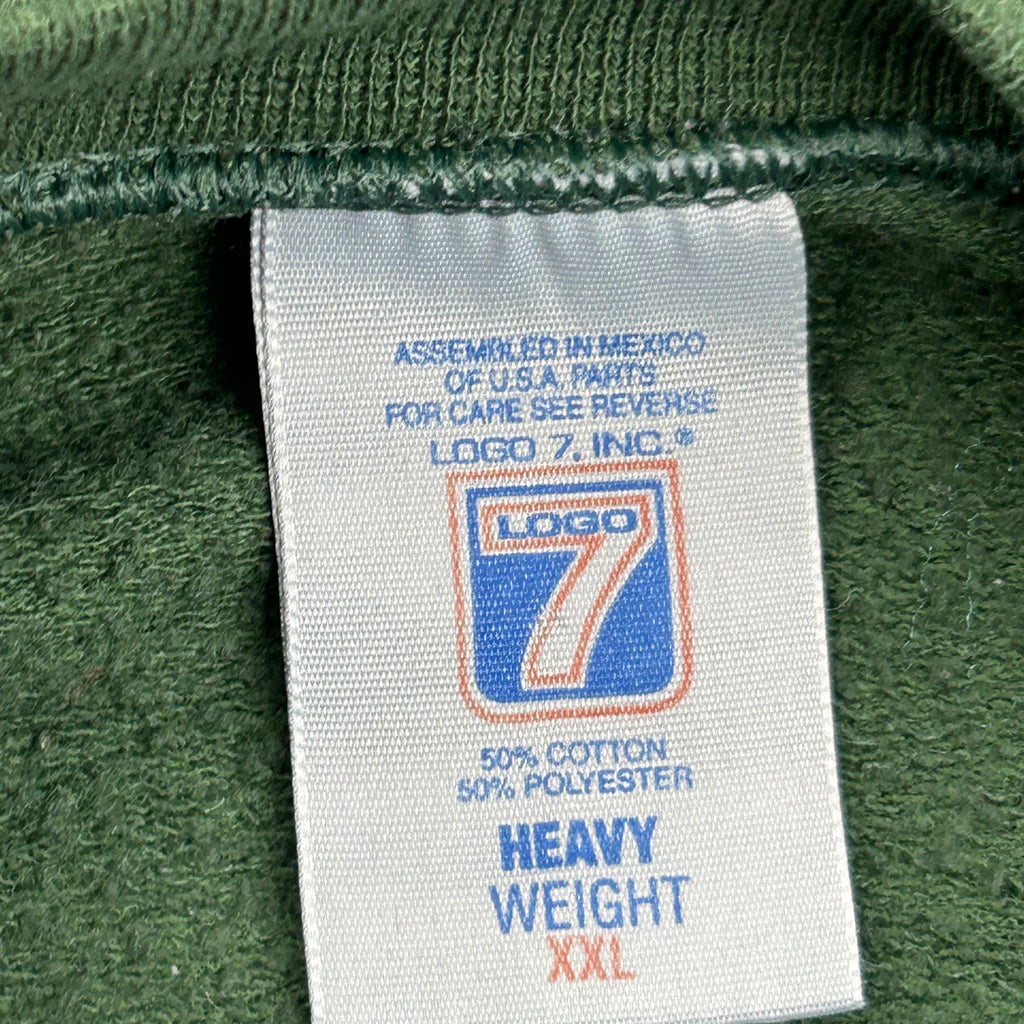 ASSEMBLED IN MEXICO
OF U.S.A. PARTS
FOR CARE SEE REVERSE
LOGO 7, INC.®
LOGO
7
50% COTTON
50% POLYESTER
HEAVY
WEIGHT
XXL